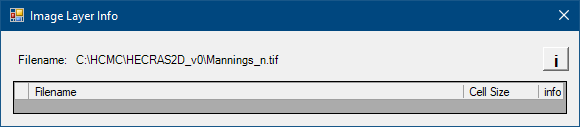 Image Layer Info
Filename: C:\HCMC\HECRAS2D_v0\Mannings_n.tif
i
Filename Cell Size info